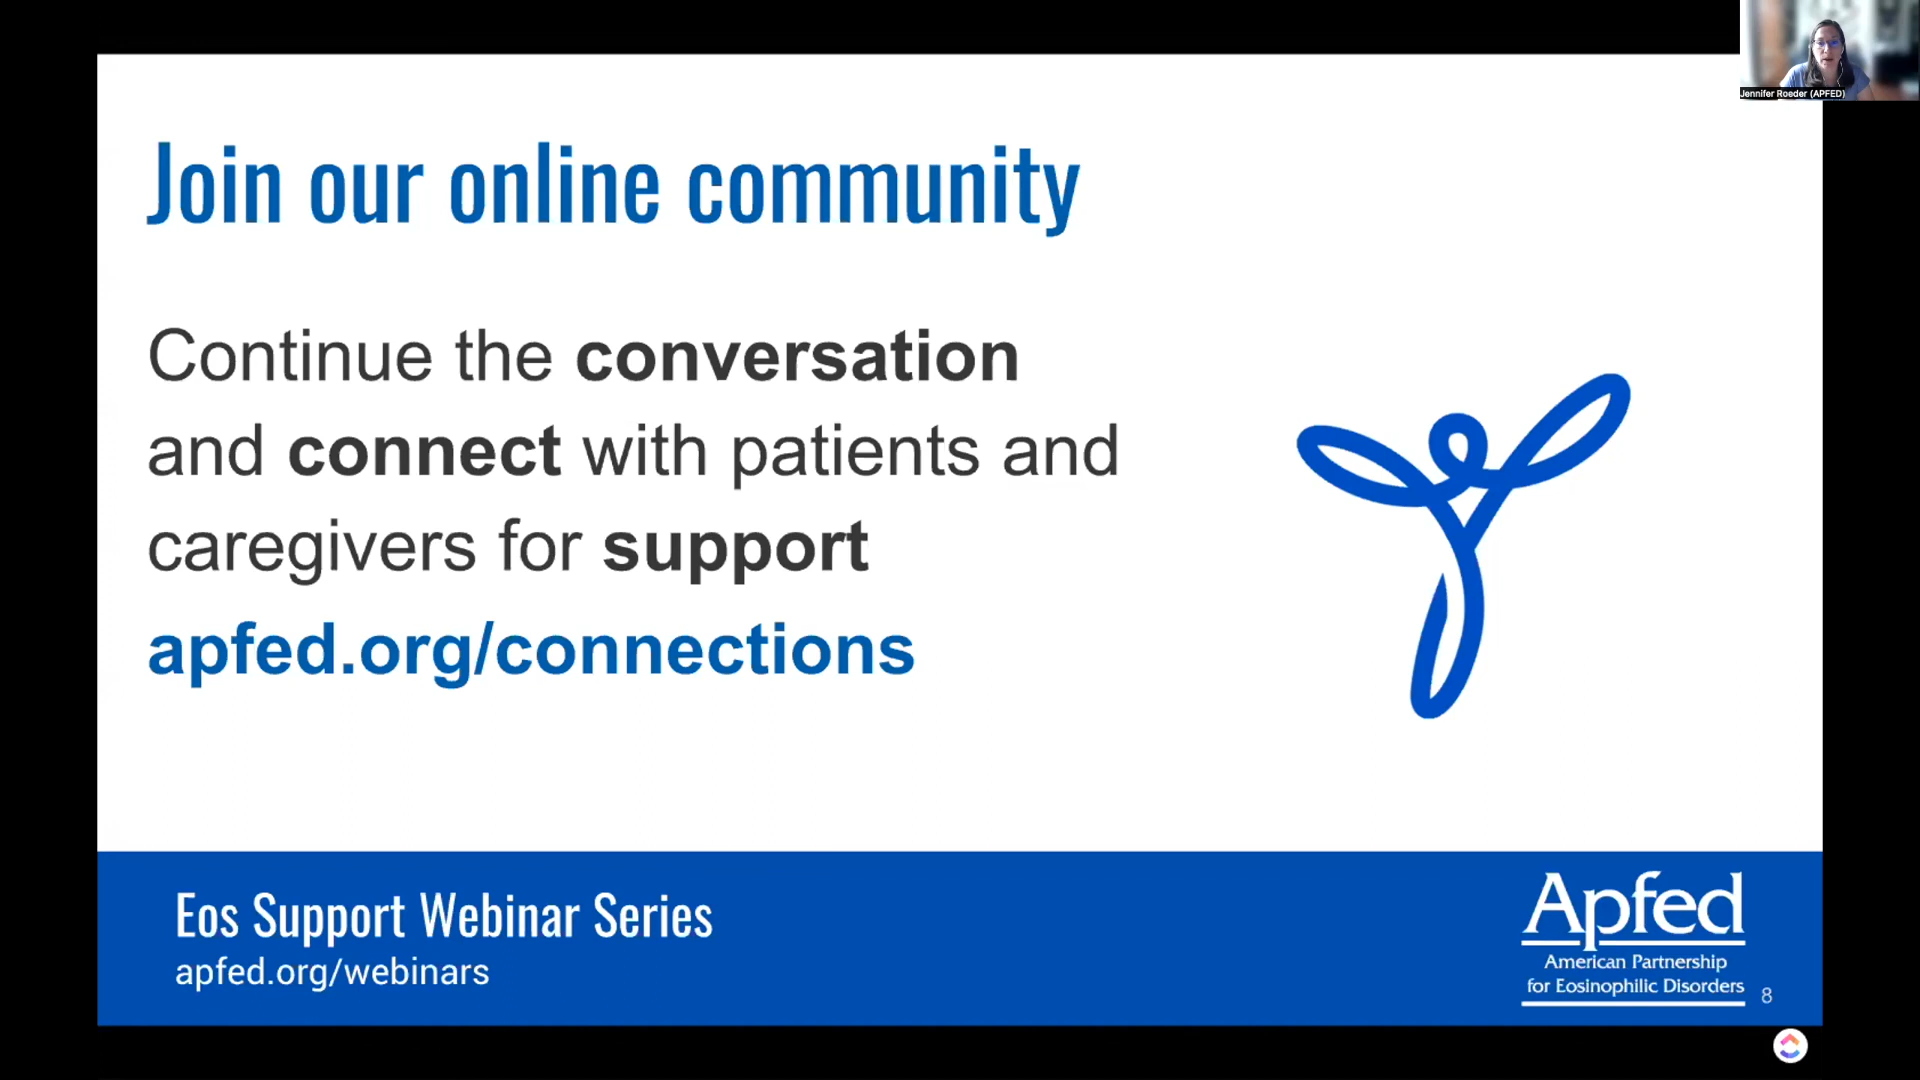 Jennifer Roeder (APFED)
Join our online community
Continue the conversation
and connect with patients and
caregivers for support
apfed.org/connections
Eos Support Webinar Series
apfed.org/webinars
Apfed
American Partnership
for Eosinophilic Disorders
8